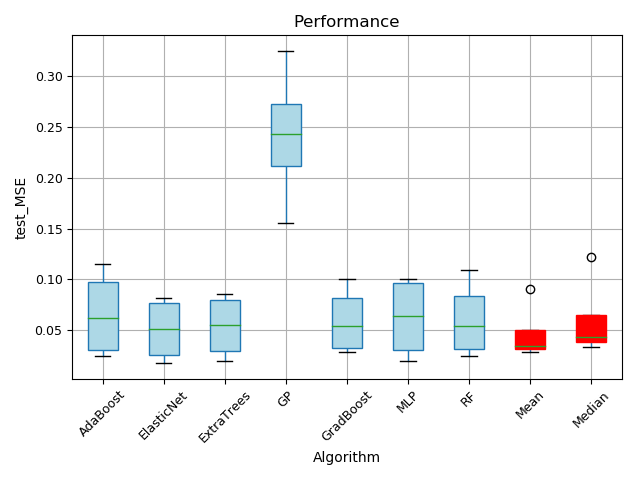 Performance
test_MSE
0.30
0.25
0.20
0.15
0.10
0.05
AdaBoost
ElasticNet
ExtraTrees
GP
GradBoost
MLP
RF
Mean
Median
Algorithm